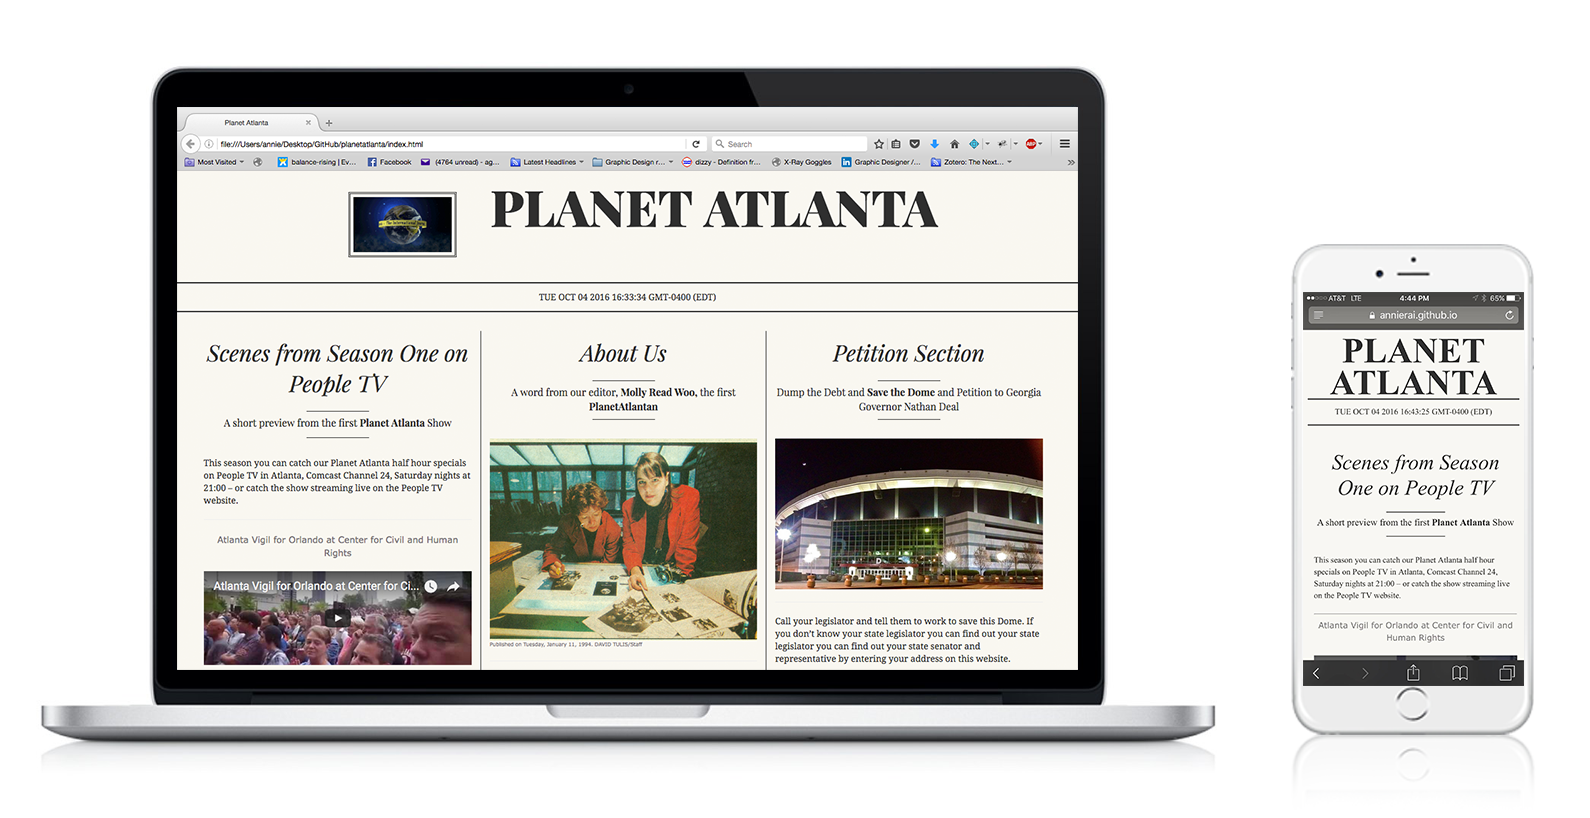 Planet Atlanta
file:///Users/annie/Desktop/GitHub/planetatlanta/index.html
Search
Most Visited
balance-rising | Ev...
Facebook
(4764 unread) - ag...
Latest Headlines
Graphic Design r...
dizzy - Definition fr...
X-Ray Goggles
Graphic Designer /...
Zotero: The Next...
ABP
PLANET ATLANTA
TUE OCT 04 2016 16:33:34 GMT-0400 (EDT)
Scenes from Season One on
People TV
A short preview from the first Planet Atlanta Show
This season you can catch our Planet Atlanta half hour specials
on People TV in Atlanta, Comcast Channel 24, Saturday nights at
21:00 – or catch the show streaming live on the People TV
website.
Atlanta Vigil for Orlando at Center for Civil and Human
Rights
Atlanta Vigil for Orlando at Center for Ci...
About Us
A word from our editor, Molly Read Woo, the first
PlanetAtlantan
Published on Tuesday, January 11, 1994. DAVID TULIS/Staff
Petition Section
Dump the Debt and Save the Dome and Petition to Georgia
Governor Nathan Deal
Call your legislator and tell them to work to save this Dome. If
you don't know your state legislator you can find out your state
legislator you can find out your state senator and
representative by entering your address on this website.
AT&T LTE
4:44 PM
65%
annierai.github.io
PLANET
ATLANTA
TUE OCT 04 2016 16:43:25 GMT-0400 (EDT)
Scenes from Season
One on People TV
A short preview from the first Planet Atlanta Show
This season you can catch our Planet Atlanta half hour
specials on People TV in Atlanta, Comcast Channel 24,
Saturday nights at 21:00 – or catch the show streaming live
on the People TV website.
Atlanta Vigil for Orlando at Center for Civil and
Human Rights